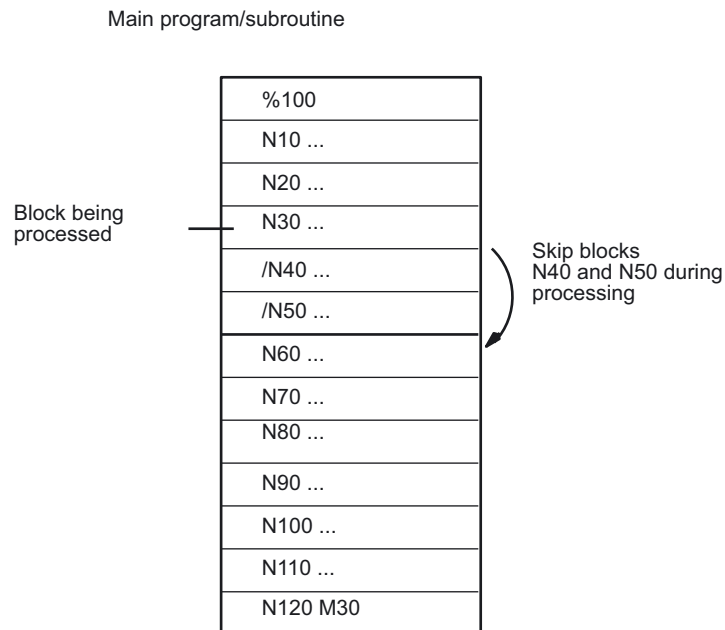 Main program/subroutine
%100
N10 ...
N20 ...
Block being
processed
N30 ...
/N40 ...
/N50 ...
Skip blocks
N40 and N50 during
processing
N60 ...
N70 ...
N80 ...
N90 ...
N100 ...
N110 ...
N120 M30